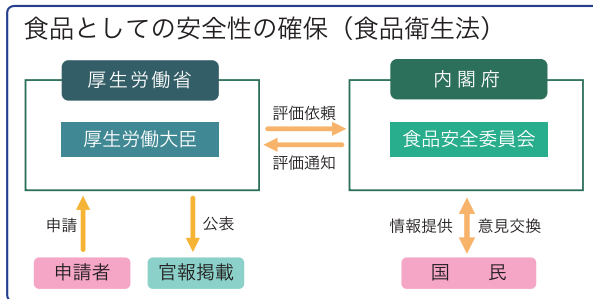 食品としての安全性の確保（食品衛生法）
厚生労働省
内閣府
厚生労働大臣
評価依頼
評価通知
食品安全委員会
申請
公表
情報提供
意見交換
申請者
官報掲載
国　民